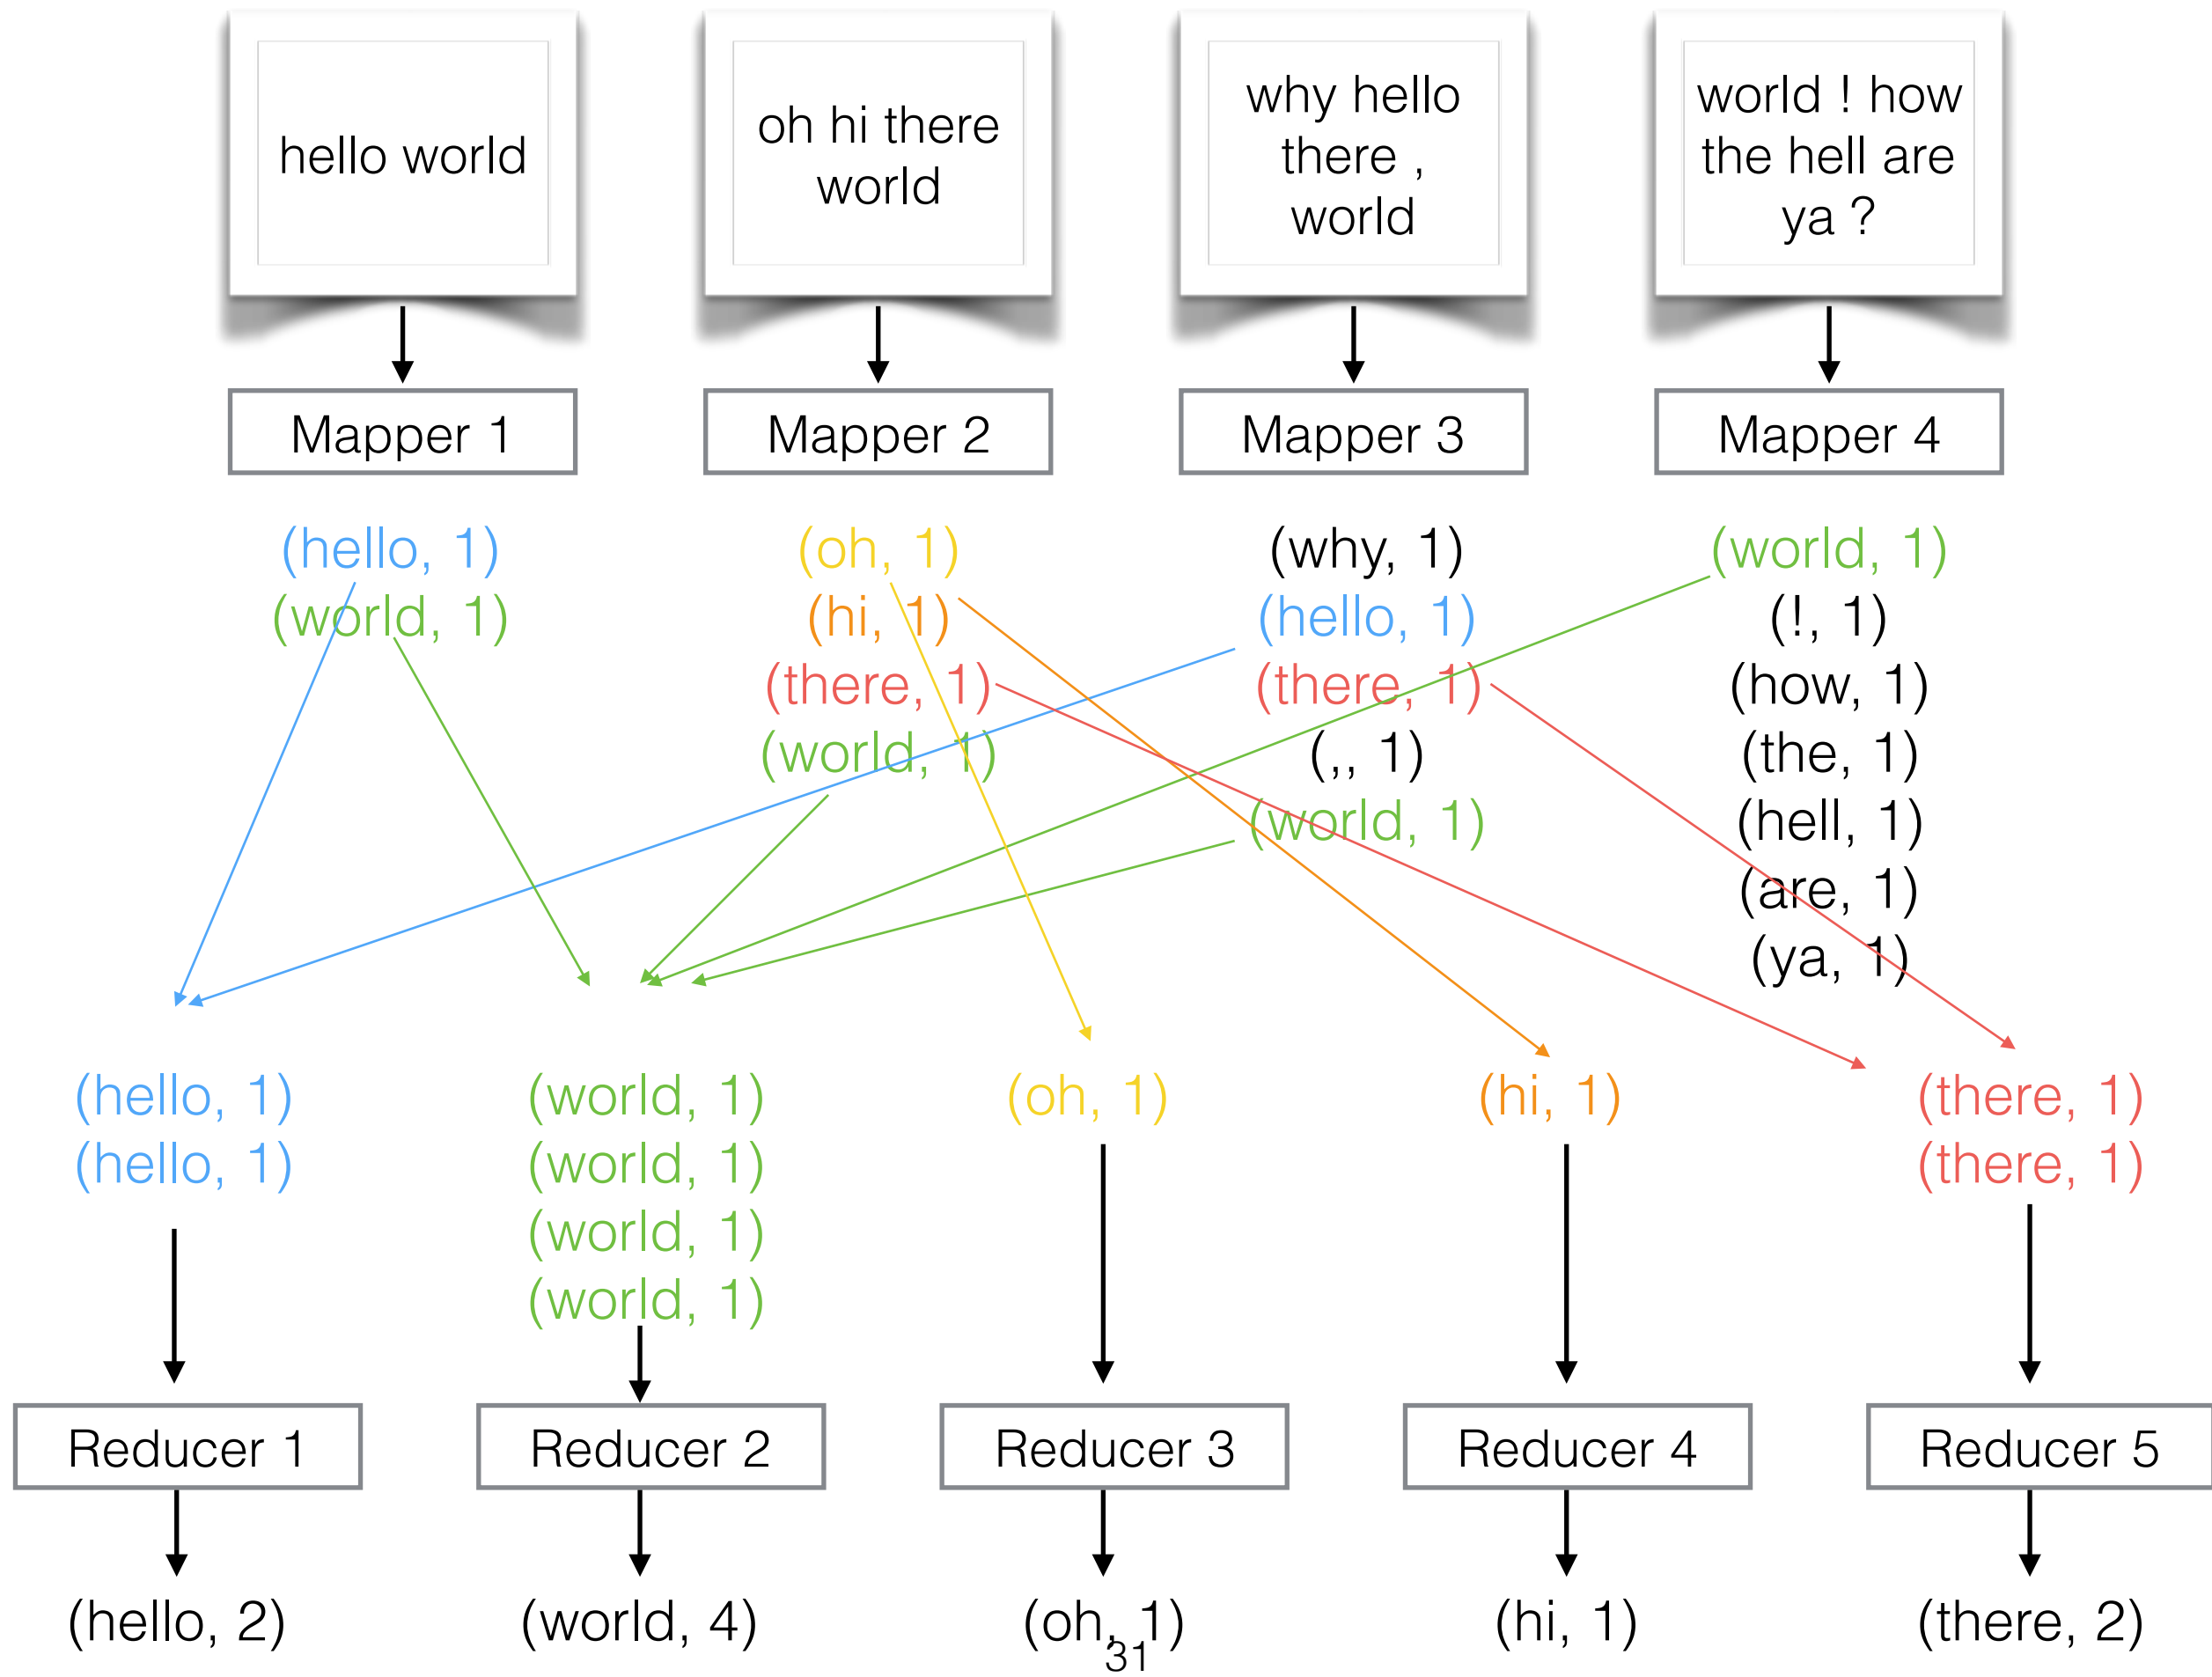 hello world
oh hi there
world
why hello
there ,
world
world ! how
the hell are
ya ?
Mapper 1
Mapper 2
Mapper 3
Mapper 4
(hello, 1)
(world, 1)
(oh, 1)
(hi, 1)
(there, 1)
(world, 1)
(why, 1)
(hello, 1)
(there, 1)
(,, 1)
(world, 1)
(world, 1)
(!, 1)
(how, 1)
(the, 1)
(hell, 1)
(are, 1)
(ya, 1)
(hello, 1)
(hello, 1)
(world, 1)
(world, 1)
(world, 1)
(world, 1)
(oh, 1)
(hi, 1)
(there, 1)
(there, 1)
Reducer 1
Reducer 2
Reducer 3
Reducer 4
Reducer 5
(hello, 2)
(world, 4)
(oh, 1)
(hi, 1)
(there, 2)
31